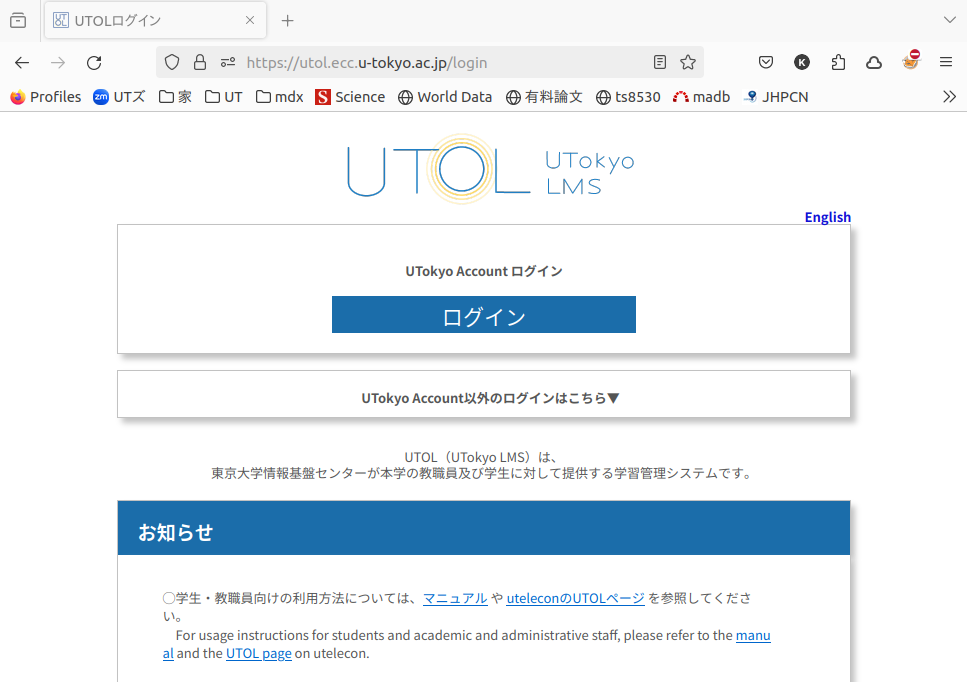 UTOLログイン
https://utol.ecc.u-tokyo.ac.jp/login
K
Profiles
zm UTズ
家
UT
mdx
S Science
World Data
有料論文
ts8530
madb
JHPCN
UTOL UTokyo LMS
English
UTokyo Account ログイン
ログイン
UTokyo Account以外のログインはこちら▼
UTOL（UTokyo LMS）は、
東京大学情報基盤センターが本学の教職員及び学生に対して提供する学習管理システムです。
お知らせ
○学生・教職員向けの利用方法については、マニュアル や uteleconのUTOLページ を参照してくださ
い。
For usage instructions for students and academic and administrative staff, please refer to the manu
al and the UTOL page on utelecon.